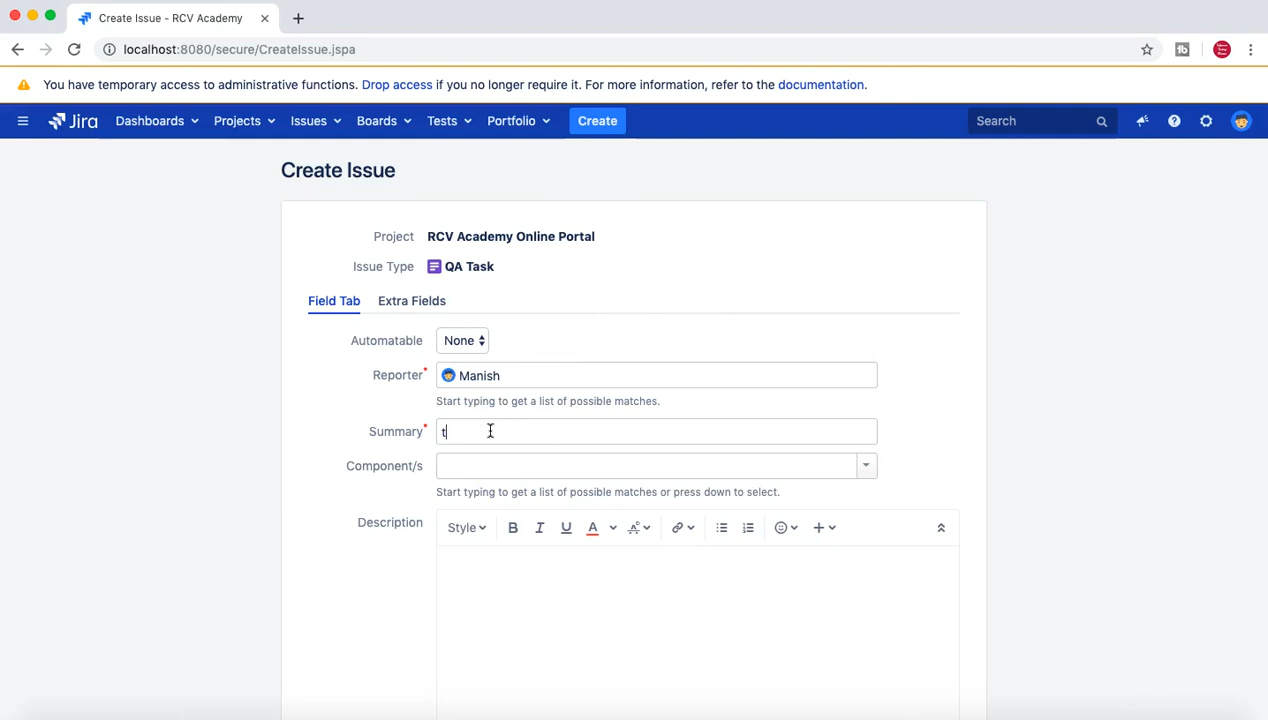 Create Issue - RCV Academy
localhost:8080/secure/CreateIssue.jspa
You have temporary access to administrative functions. Drop access if you no longer require it. For more information, refer to the documentation.
Jira Dashboards Projects Issues Boards Tests Portfolio Create Search
Create Issue
Project RCV Academy Online Portal
Issue Type QA Task
Field Tab Extra Fields
Automatable None
Reporter* Manish
Start typing to get a list of possible matches.
Summary* t
Component/s
Start typing to get a list of possible matches or press down to select.
Description Style B I U A